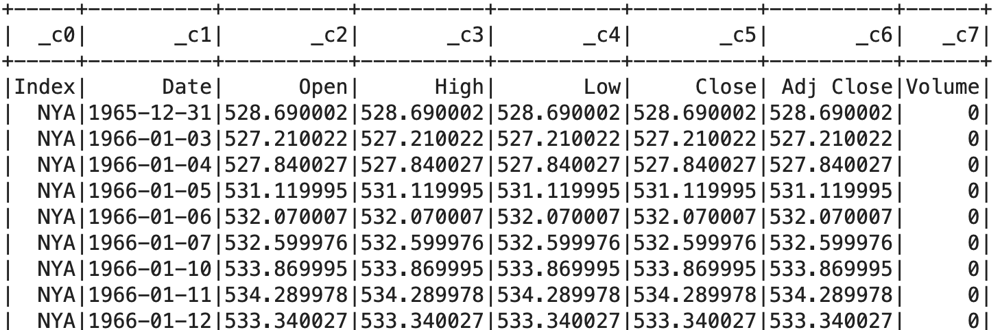 +-----+----------+----------+----------+----------+----------+----------+------+
|  _c0|       _c1|       _c2|       _c3|       _c4|       _c5|       _c6|   _c7|
+-----+----------+----------+----------+----------+----------+----------+------+
|Index|      Date|      Open|      High|       Low|     Close| Adj Close|Volume|
|  NYA|1965-12-31|528.690002|528.690002|528.690002|528.690002|528.690002|     0|
|  NYA|1966-01-03|527.210022|527.210022|527.210022|527.210022|527.210022|     0|
|  NYA|1966-01-04|527.840027|527.840027|527.840027|527.840027|527.840027|     0|
|  NYA|1966-01-05|531.119995|531.119995|531.119995|531.119995|531.119995|     0|
|  NYA|1966-01-06|532.070007|532.070007|532.070007|532.070007|532.070007|     0|
|  NYA|1966-01-07|532.599976|532.599976|532.599976|532.599976|532.599976|     0|
|  NYA|1966-01-10|533.869995|533.869995|533.869995|533.869995|533.869995|     0|
|  NYA|1966-01-11|534.289978|534.289978|534.289978|534.289978|534.289978|     0|
|  NYA|1966-01-12|533.340027|533.340027|533.340027|533.340027|533.340027|     0|